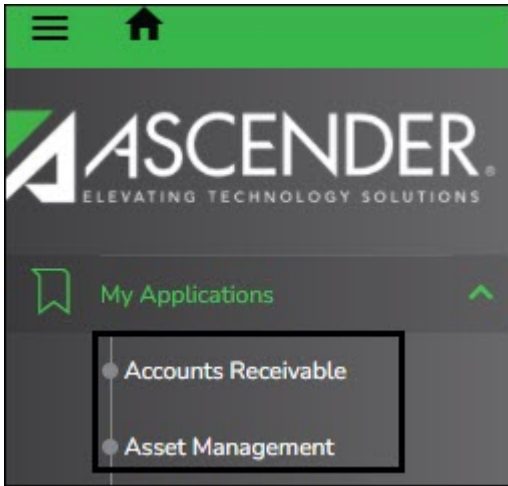 ASCENDER®
ELEVATING TECHNOLOGY SOLUTIONS
My Applications
Accounts Receivable
Asset Management